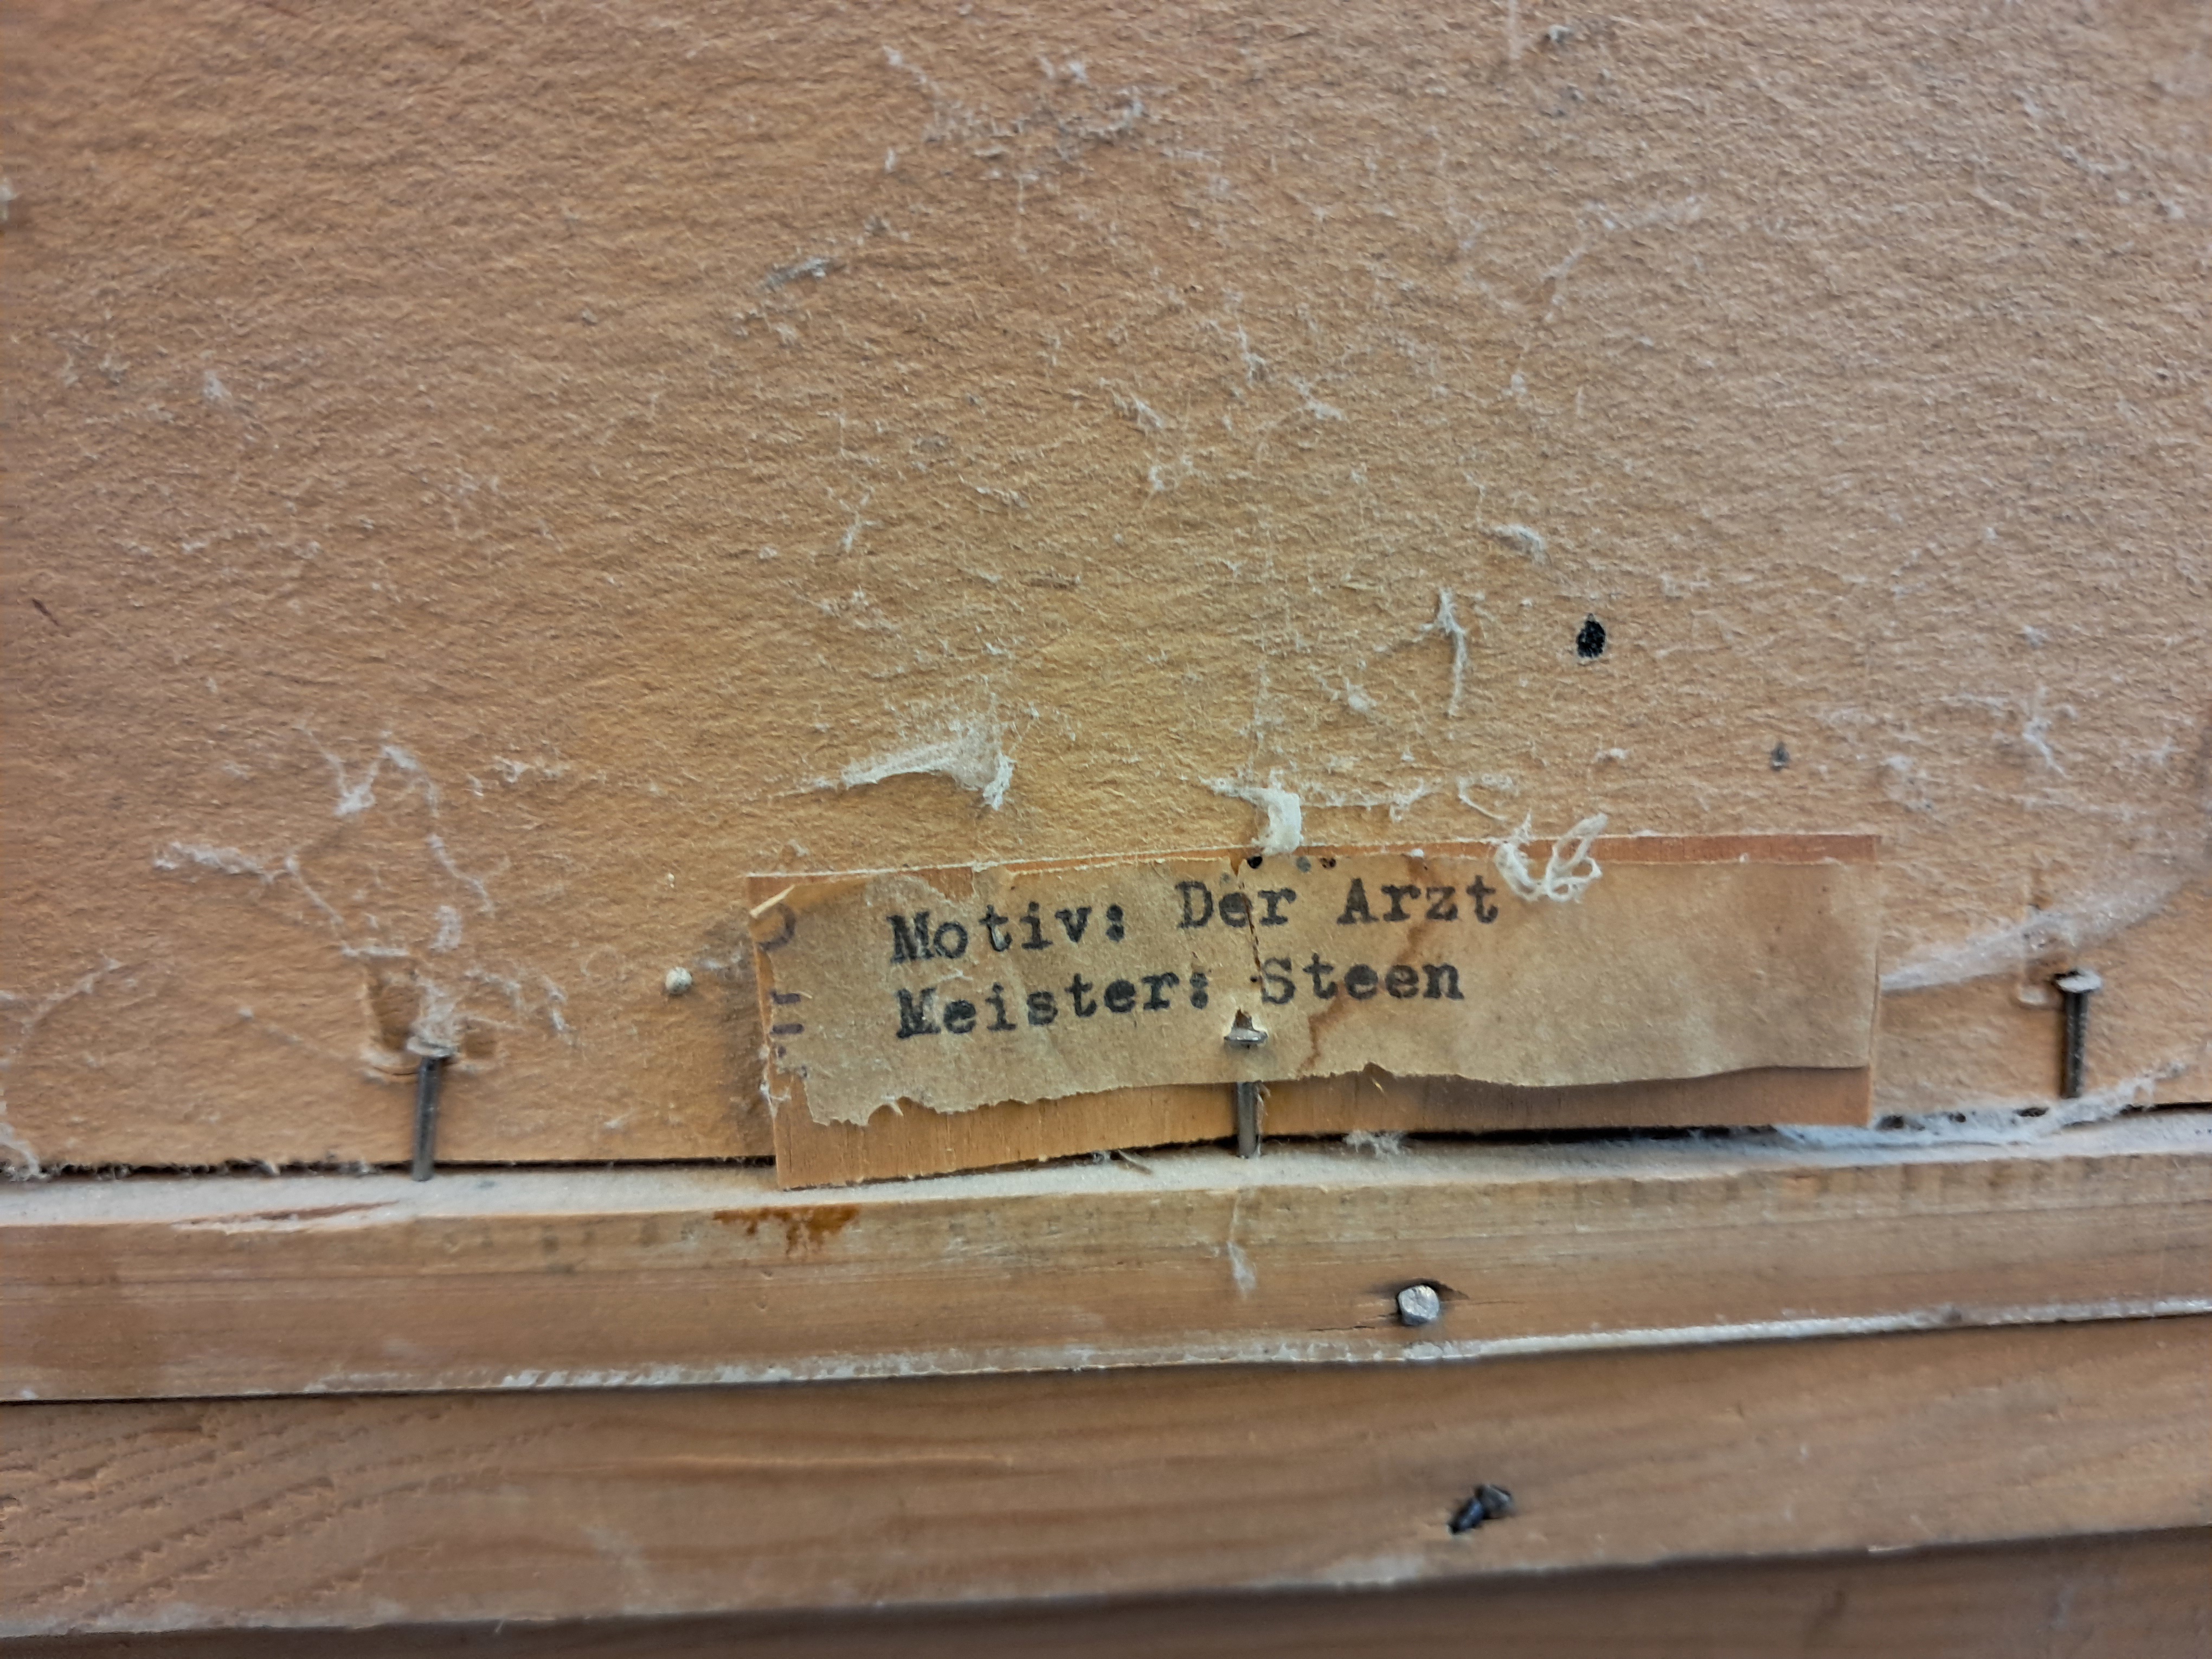 Motiv: Der Arzt
Meister: Steen